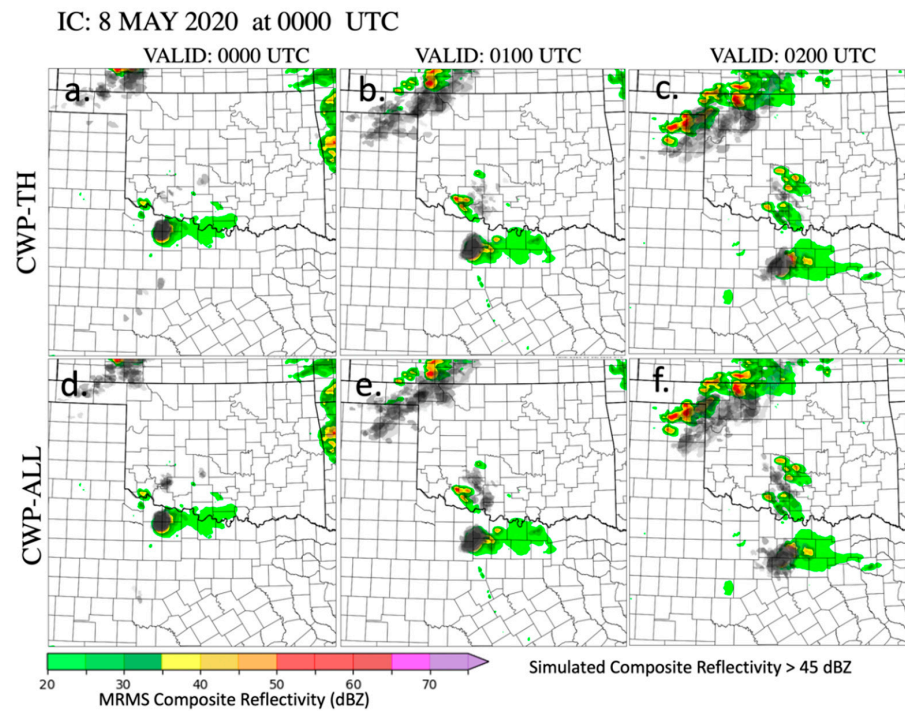 IC: 8 MAY 2020 at 0000 UTC
VALID: 0000 UTC
VALID: 0100 UTC
VALID: 0200 UTC
CWP-TH
a.
b.
c.
CWP-ALL
d.
e.
f.
20 30 40 50 60 70
MRMS Composite Reflectivity (dBZ)
Simulated Composite Reflectivity > 45 dBZ